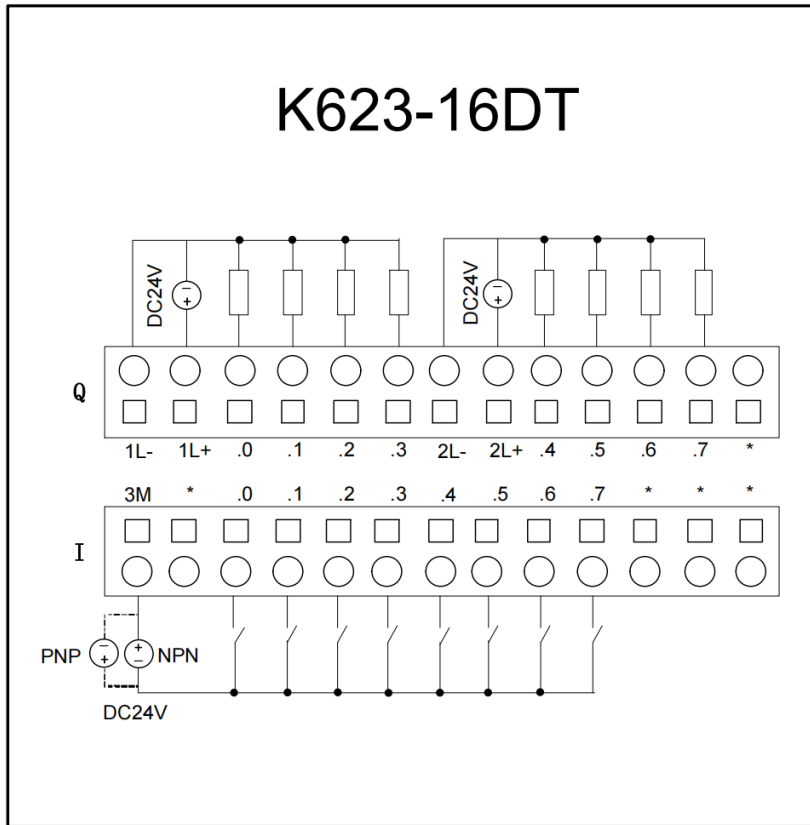 K623-16DT
DC24V − + DC24V − +
Q
1L- 1L+ .0 .1 .2 .3 2L- 2L+ .4 .5 .6 .7 *
3M * .0 .1 .2 .3 .4 .5 .6 .7 * * *
I
PNP − + + − NPN
DC24V